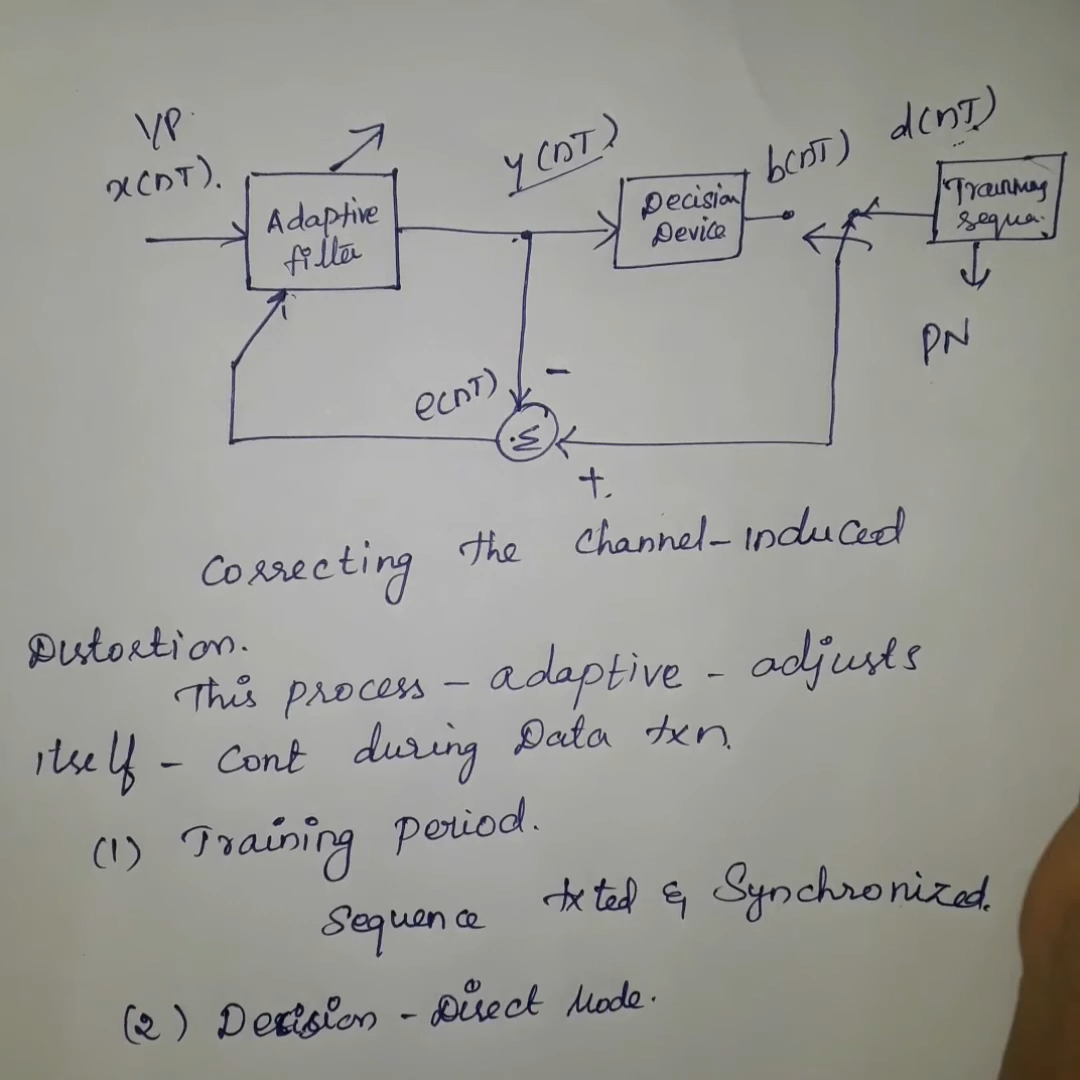 I/P
x(nT).
Adaptive
filter
y(nT)
Decision
Device
b(nT)
d(nT)
Training
sequ.
PN
e(nT)
-
Σ
+
Correcting the Channel-induced
Distortion.
This process - adaptive - adjusts
itself - Cont during Data txn.
(1) Training period.
Sequence txted & Synchronized.
(2) Decision - Direct Mode.